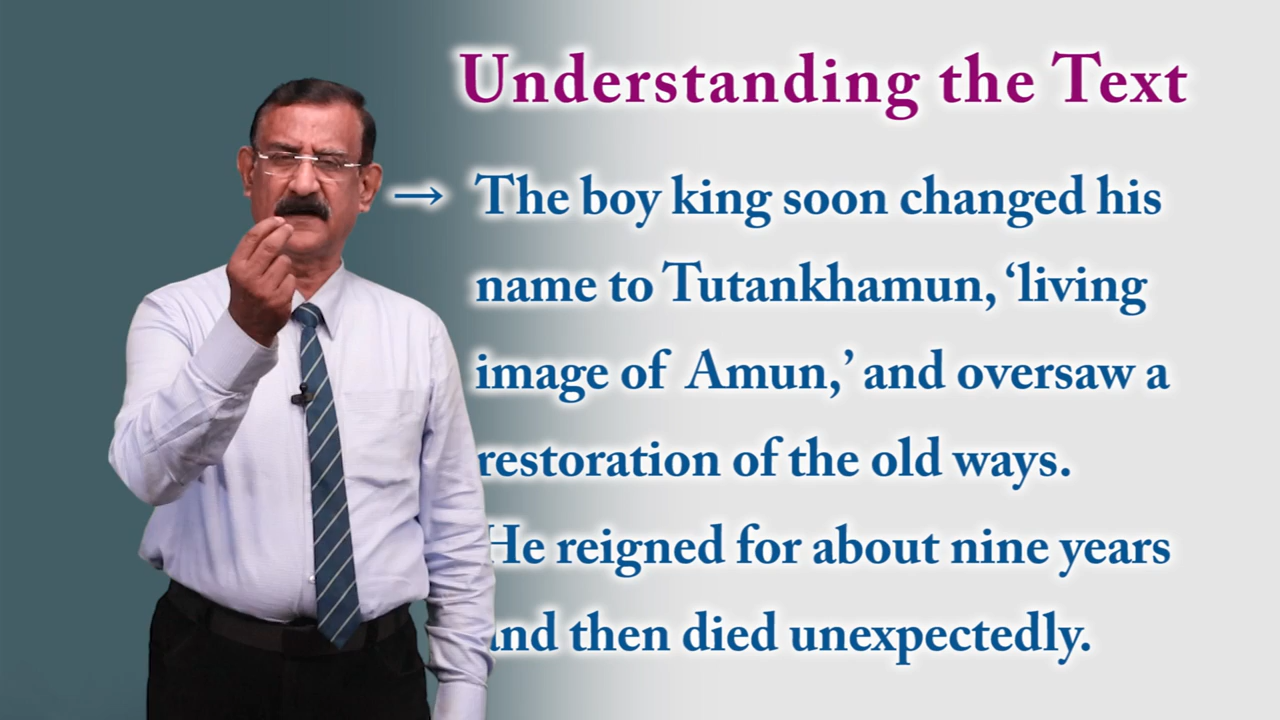 Understanding the Text
→ The boy king soon changed his
name to Tutankhamun, ‘living
image of Amun,’ and oversaw a
restoration of the old ways.
He reigned for about nine years
and then died unexpectedly.